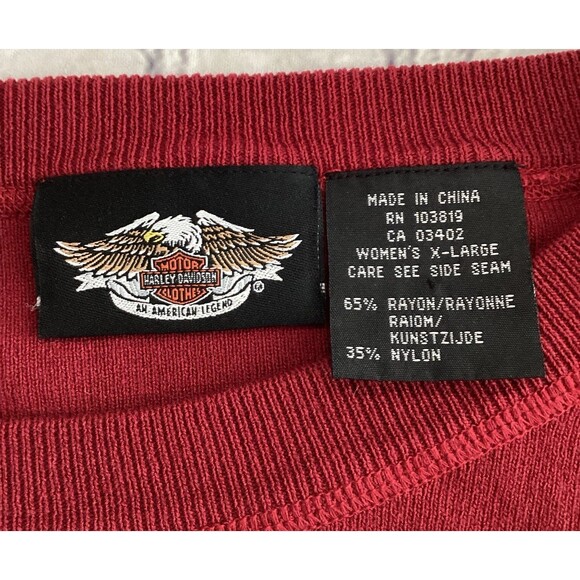 MOTOR
HARLEY-DAVIDSON
CLOTHES
AN AMERICAN LEGEND
®
MADE IN CHINA
RN 103819
CA 03402
WOMEN'S X-LARGE
CARE SEE SIDE SEAM
65% RAYON/RAYONNE
RAIOM/
KUNSTZIJDE
35% NYLON